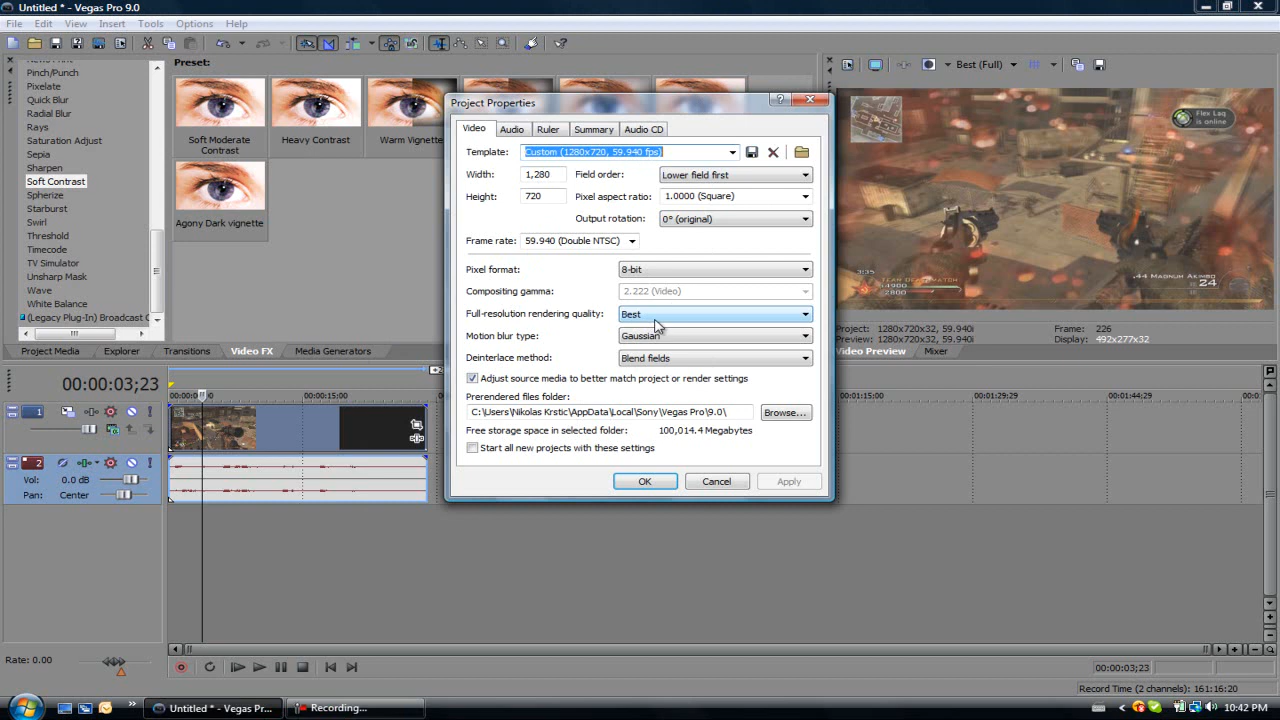 Untitled * - Vegas Pro 9.0
File Edit View Insert Tools Options Help
Pinch/Punch
Pixelate
Quick Blur
Radial Blur
Rays
Saturation Adjust
Sepia
Sharpen
Soft Contrast
Spherize
Starburst
Swirl
Threshold
Timecode
TV Simulator
Unsharp Mask
Wave
White Balance
(Legacy Plug-In) Broadcast C
Preset:
Soft Moderate
Contrast
Heavy Contrast
Warm Vignette
Agony Dark vignette
Project Media Explorer Transitions Video FX Media Generators
Project Properties
Video Audio Ruler Summary Audio CD
Template: Custom (1280x720, 59.940 fps)
Width: 1,280 Field order: Lower field first
Height: 720 Pixel aspect ratio: 1.0000 (Square)
Output rotation: 0° (original)
Frame rate: 59.940 (Double NTSC)
Pixel format: 8-bit
Compositing gamma: 2.222 (Video)
Full-resolution rendering quality: Best
Motion blur type: Gaussian
Deinterlace method: Blend fields
Adjust source media to better match project or render settings
Prerendered files folder:
C:\Users\Nikolas Krstic\AppData\Local\Sony\Vegas Pro\9.0\ Browse...
Free storage space in selected folder: 100,014.4 Megabytes
Start all new projects with these settings
OK Cancel Apply
Best (Full)
Flex Laq
is online
3:35
TEAM DEATHMATCH
4900
2800
.44 MAGNUM AKIMBO
24
Project: 1280x720x32, 59.940i Frame: 226
Preview: 1280x720x32, 59.940i Display: 492x277x32
Video Preview Mixer
00:00:03;23
00:00:15:00
00:01:15:00 00:01:29:29 00:01:44:29
1
2
Vol: 0.0 dB
Pan: Center
Rate: 0.00
00:00:03;23
Record Time (2 channels): 161:16:20
Untitled * - Vegas Pr... Recording... 10:42 PM